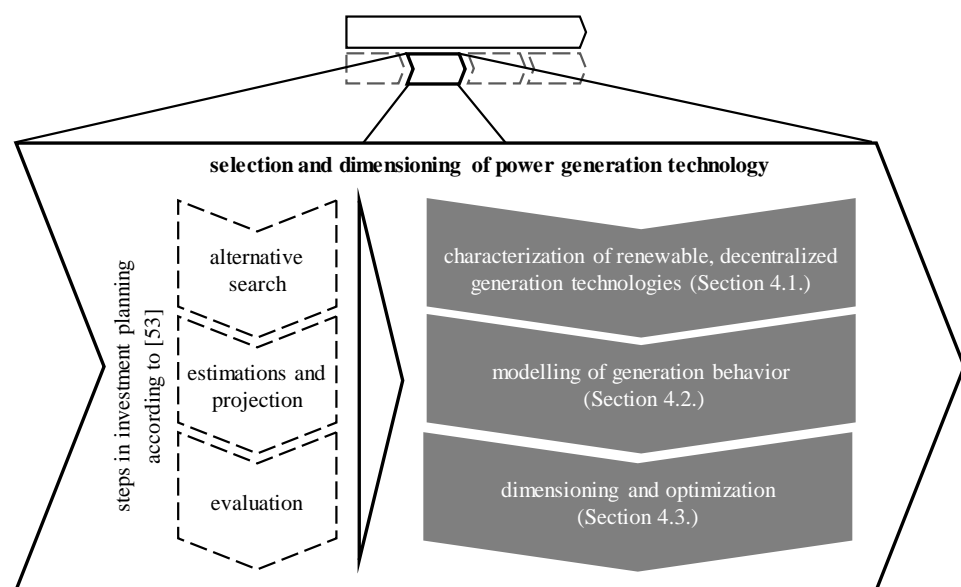 selection and dimensioning of power generation technology
steps in investment planning
according to [53]
alternative
search
estimations and
projection
evaluation
characterization of renewable, decentralized
generation technologies (Section 4.1.)
modelling of generation behavior
(Section 4.2.)
dimensioning and optimization
(Section 4.3.)